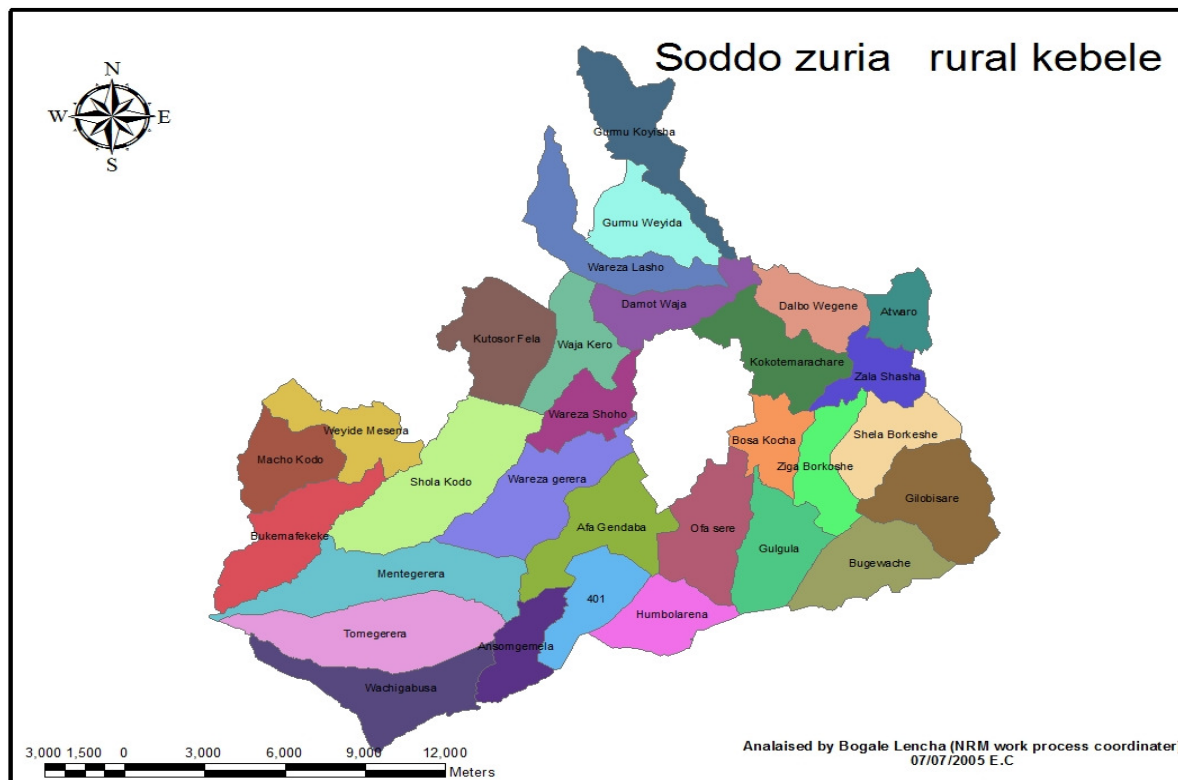 Soddo zuria rural kebele
N
W E
S
Gurmu Koyisha
Gurmu Weyida
Wareza Lasho
Damot Waja
Dalbo Wegene
Atwaro
Kutosor Fela
Waja Kero
Kokotemarachare
Zala Shasha
Wareza Shoho
Weyide Mesena
Bosa Kocha
Shela Borkeshe
Macho Kodo
Ziga Borkoshe
Shola Kodo
Wareza gerera
Gilobisare
Bukemafekeke
Afa Gendaba
Ofa sere
Gulgula
Bugewache
Mentegerera
401
Humbolarena
Tomegerera
Ansomgemela
Wachigabusa
3,000 1,500 0 3,000 6,000 9,000 12,000
Meters
Analaised by Bogale Lencha (NRM work process coordinater)
07/07/2005 E.C